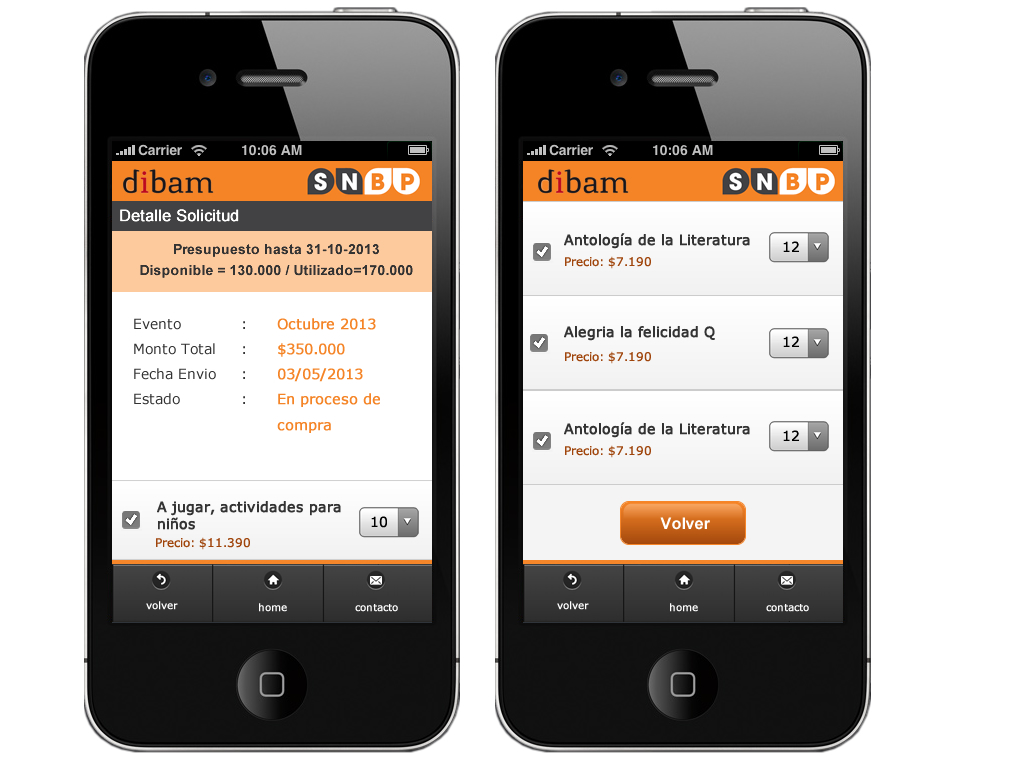 Carrier 10:06 AM
dibam SNBP
Detalle Solicitud
Presupuesto hasta 31-10-2013
Disponible = 130.000 / Utilizado=170.000
Evento : Octubre 2013
Monto Total : $350.000
Fecha Envio : 03/05/2013
Estado : En proceso de
compra
A jugar, actividades para
niños
10
Precio: $11.390
volver home contacto
Carrier 10:06 AM
dibam SNBP
Antología de la Literatura
12
Precio: $7.190
Alegria la felicidad Q
12
Precio: $7.190
Antología de la Literatura
12
Precio: $7.190
Volver
volver home contacto